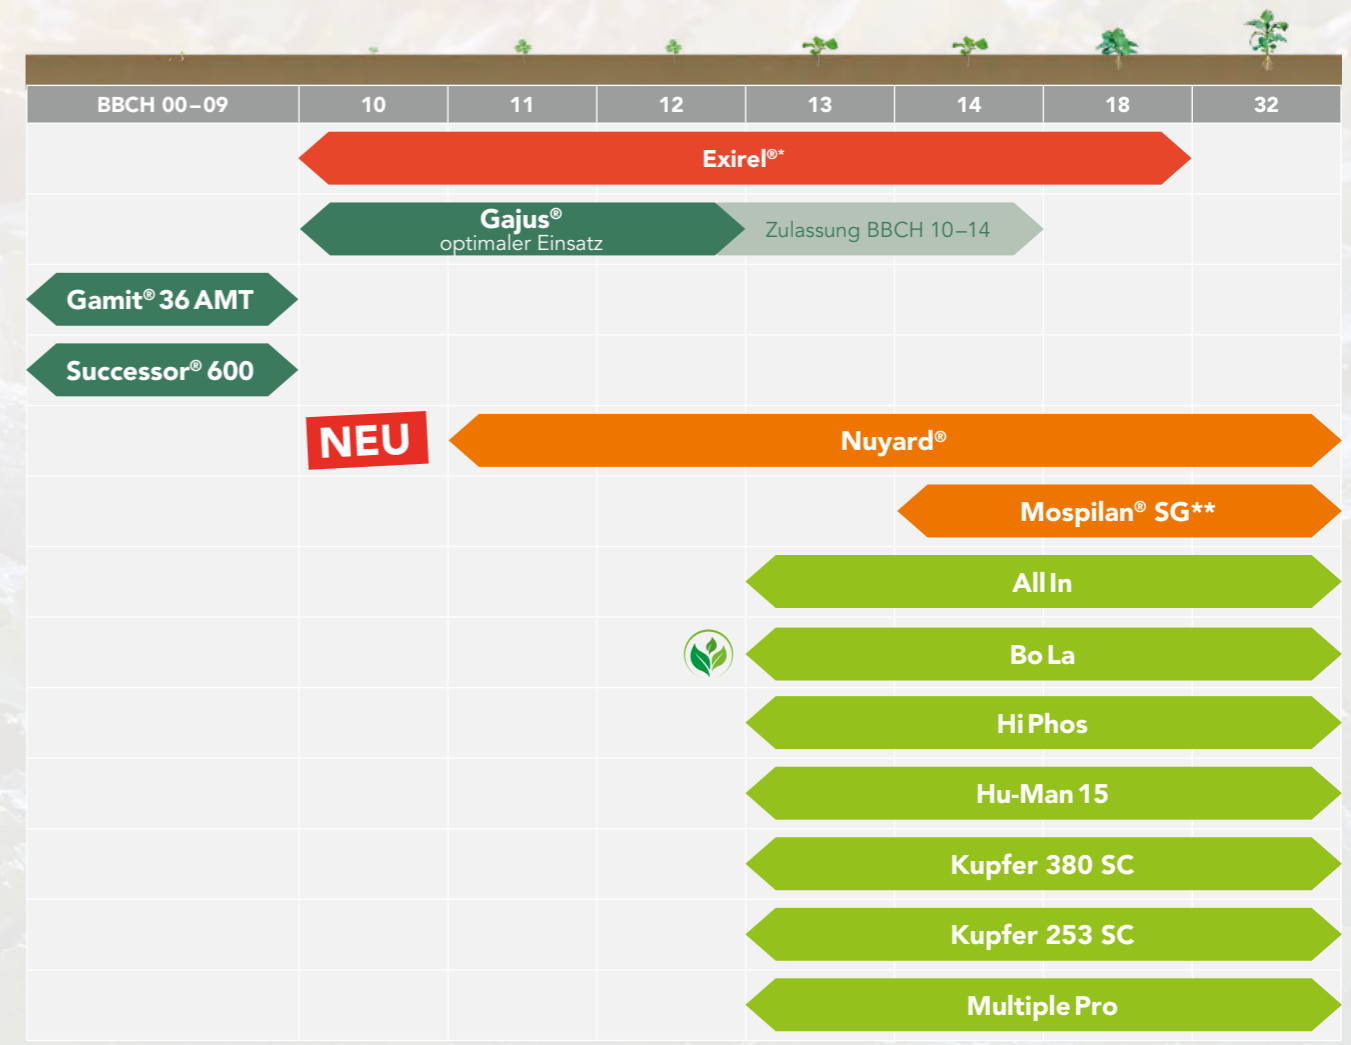 BBCH 00–09 10 11 12 13 14 18 32
Exirel®*
Gajus®
optimaler Einsatz
Zulassung BBCH 10–14
Gamit® 36 AMT
Successor® 600
NEU
Nuyard®
Mospilan® SG**
All In
Bo La
Hi Phos
Hu-Man 15
Kupfer 380 SC
Kupfer 253 SC
Multiple Pro